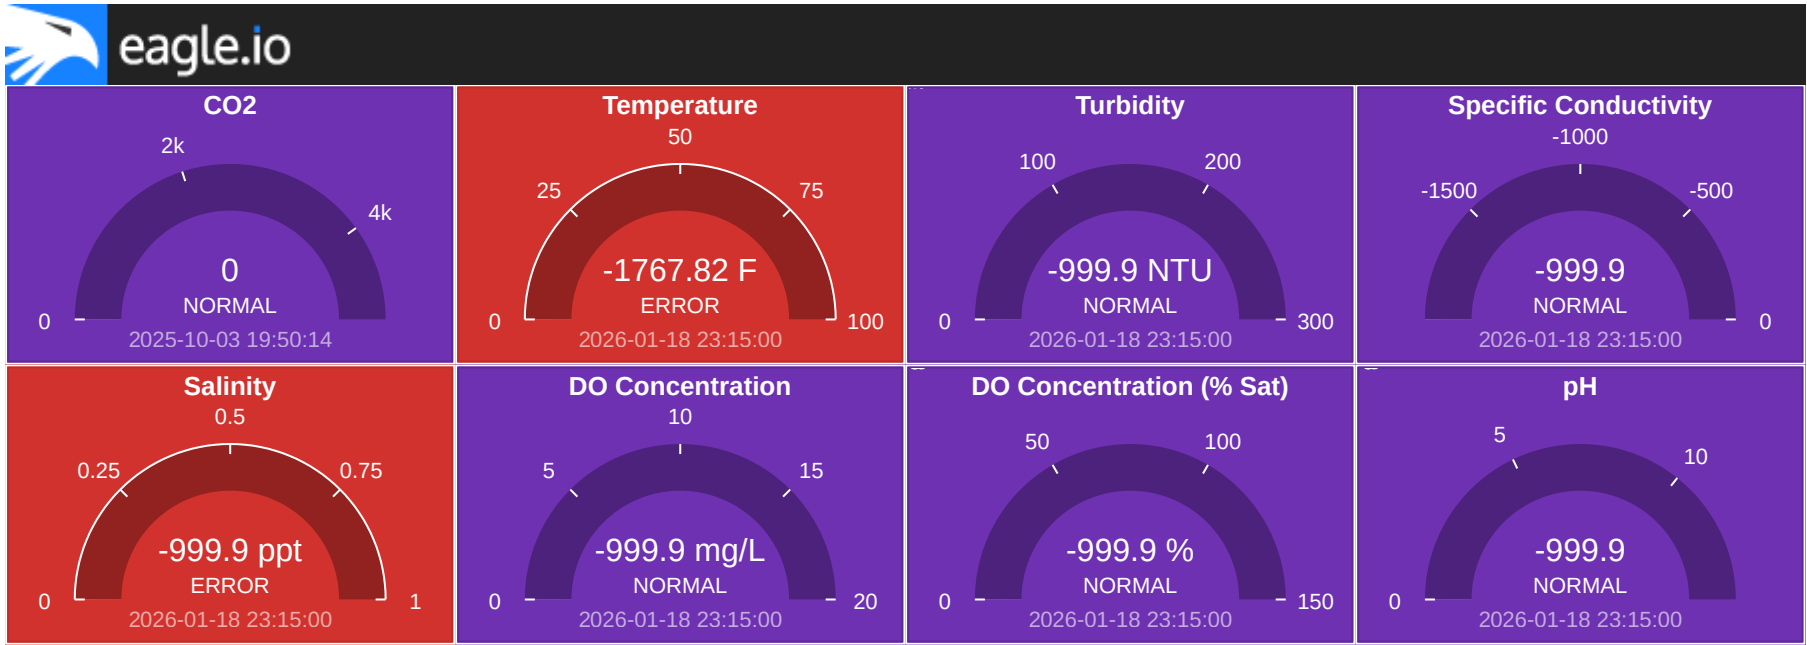 eagle.io
CO2
2k
4k
0
0
NORMAL
2025-10-03 19:50:14
Temperature
50
25
75
-1767.82 F
ERROR
0
100
2026-01-18 23:15:00
Turbidity
100
200
-999.9 NTU
NORMAL
0
300
2026-01-18 23:15:00
Specific Conductivity
-1000
-1500
-500
-999.9
NORMAL
0
2026-01-18 23:15:00
Salinity
0.5
0.25
0.75
-999.9 ppt
ERROR
0
1
2026-01-18 23:15:00
DO Concentration
10
5
15
-999.9 mg/L
NORMAL
0
20
2026-01-18 23:15:00
DO Concentration (% Sat)
50
100
-999.9 %
NORMAL
0
150
2026-01-18 23:15:00
pH
5
10
-999.9
NORMAL
0
2026-01-18 23:15:00